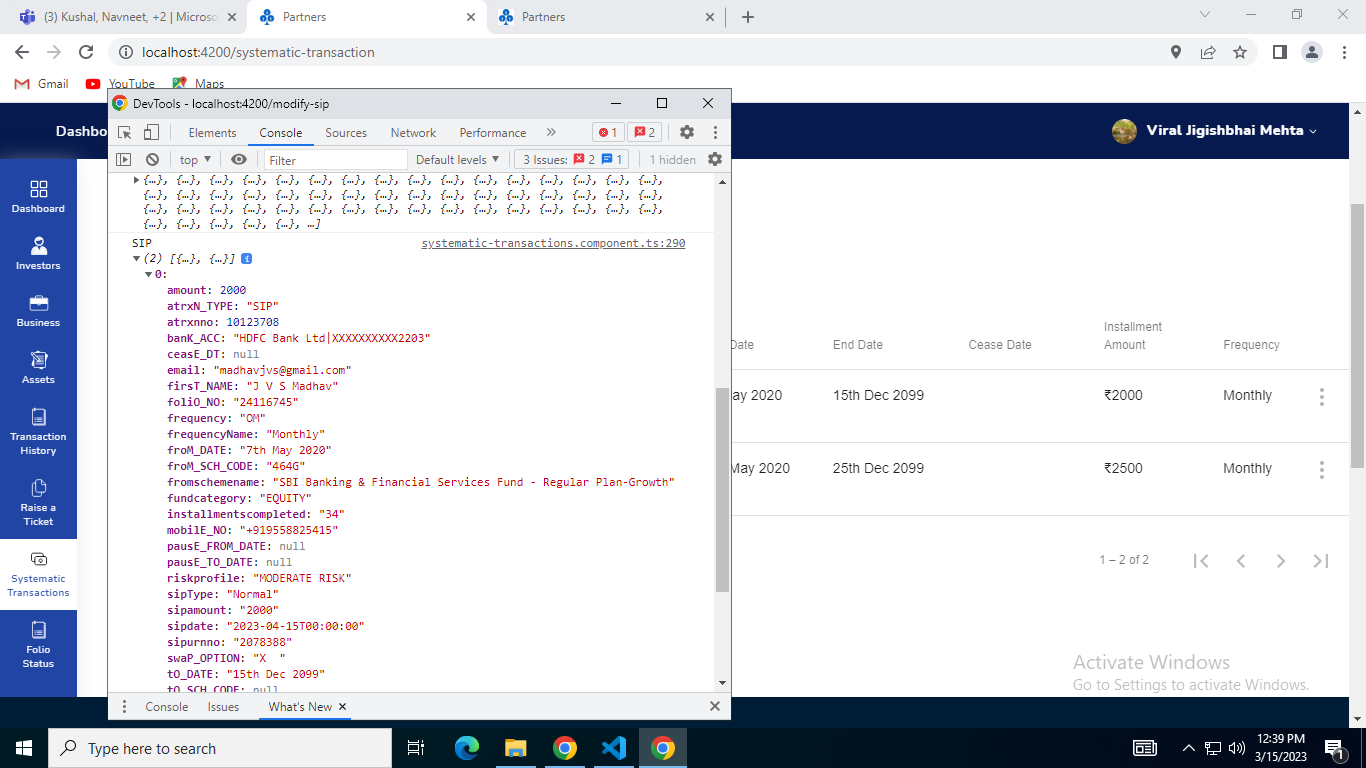 (3) Kushal, Navneet, +2 | Microso
Partners
Partners
localhost:4200/systematic-transaction
Gmail
YouTube
Maps
DevTools - localhost:4200/modify-sip
Elements
Console
Sources
Network
Performance
»
1
2
top ▼
Filter
Default levels ▼
3 Issues: 2 1
1 hidden
{…}, {…}, {…}, {…}, {…}, {…}, {…}, {…}, {…}, {…}, {…}, {…}, {…}, {…}, {…}, {…},
{…}, {…}, {…}, {…}, {…}, {…}, {…}, {…}, {…}, {…}, {…}, {…}, {…}, {…}, {…}, {…},
{…}, {…}, {…}, {…}, {…}, {…}, {…}, {…}, {…}, {…}, {…}, {…}, {…}, {…}, {…}, {…},
{…}, {…}, {…}, {…}, {…}, …]
SIP systematic-transactions.component.ts:290
(2) [{…}, {…}] i
0:
amount: 2000
atrxN_TYPE: "SIP"
atrxnno: 10123708
banK_ACC: "HDFC Bank Ltd|XXXXXXXXXX2203"
ceasE_DT: null
email: "madhavjvs@gmail.com"
firsT_NAME: "J V S Madhav"
foliO_NO: "24116745"
frequency: "OM"
frequencyName: "Monthly"
froM_DATE: "7th May 2020"
froM_SCH_CODE: "464G"
fromschemename: "SBI Banking & Financial Services Fund - Regular Plan-Growth"
fundcategory: "EQUITY"
installmentscompleted: "34"
mobilE_NO: "+919558825415"
pausE_FROM_DATE: null
pausE_TO_DATE: null
riskprofile: "MODERATE RISK"
sipType: "Normal"
sipamount: "2000"
sipdate: "2023-04-15T00:00:00"
sipurnno: "2078388"
swaP_OPTION: "X  "
tO_DATE: "15th Dec 2099"
tO_SCH_CODE: null
Console
Issues
What's New
Dashbo
Viral Jigishbhai Mehta
Dashboard
Investors
Business
Assets
Transaction
History
Raise a
Ticket
Systematic
Transactions
Folio
Status
Date
End Date
Cease Date
Installment
Amount
Frequency
ay 2020
15th Dec 2099
₹2000
Monthly
May 2020
25th Dec 2099
₹2500
Monthly
1 – 2 of 2
Activate Windows
Go to Settings to activate Windows.
Type here to search
12:39 PM
3/15/2023
1